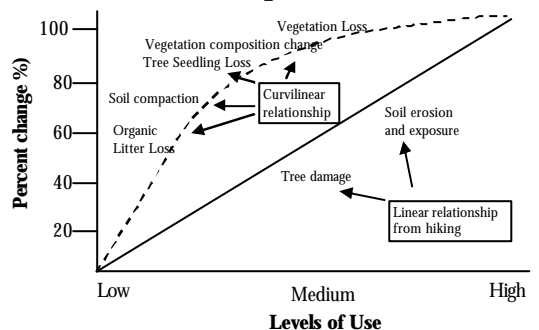 Vegetation Loss
100
Vegetation composition change
Tree Seedling Loss
80
Curvilinear
relationship
Soil compaction
Soil erosion
and exposure
60
Organic
Litter Loss
Percent change %)
Tree damage
40
Linear relationship
from hiking
20
Low
Medium
High
Levels of Use